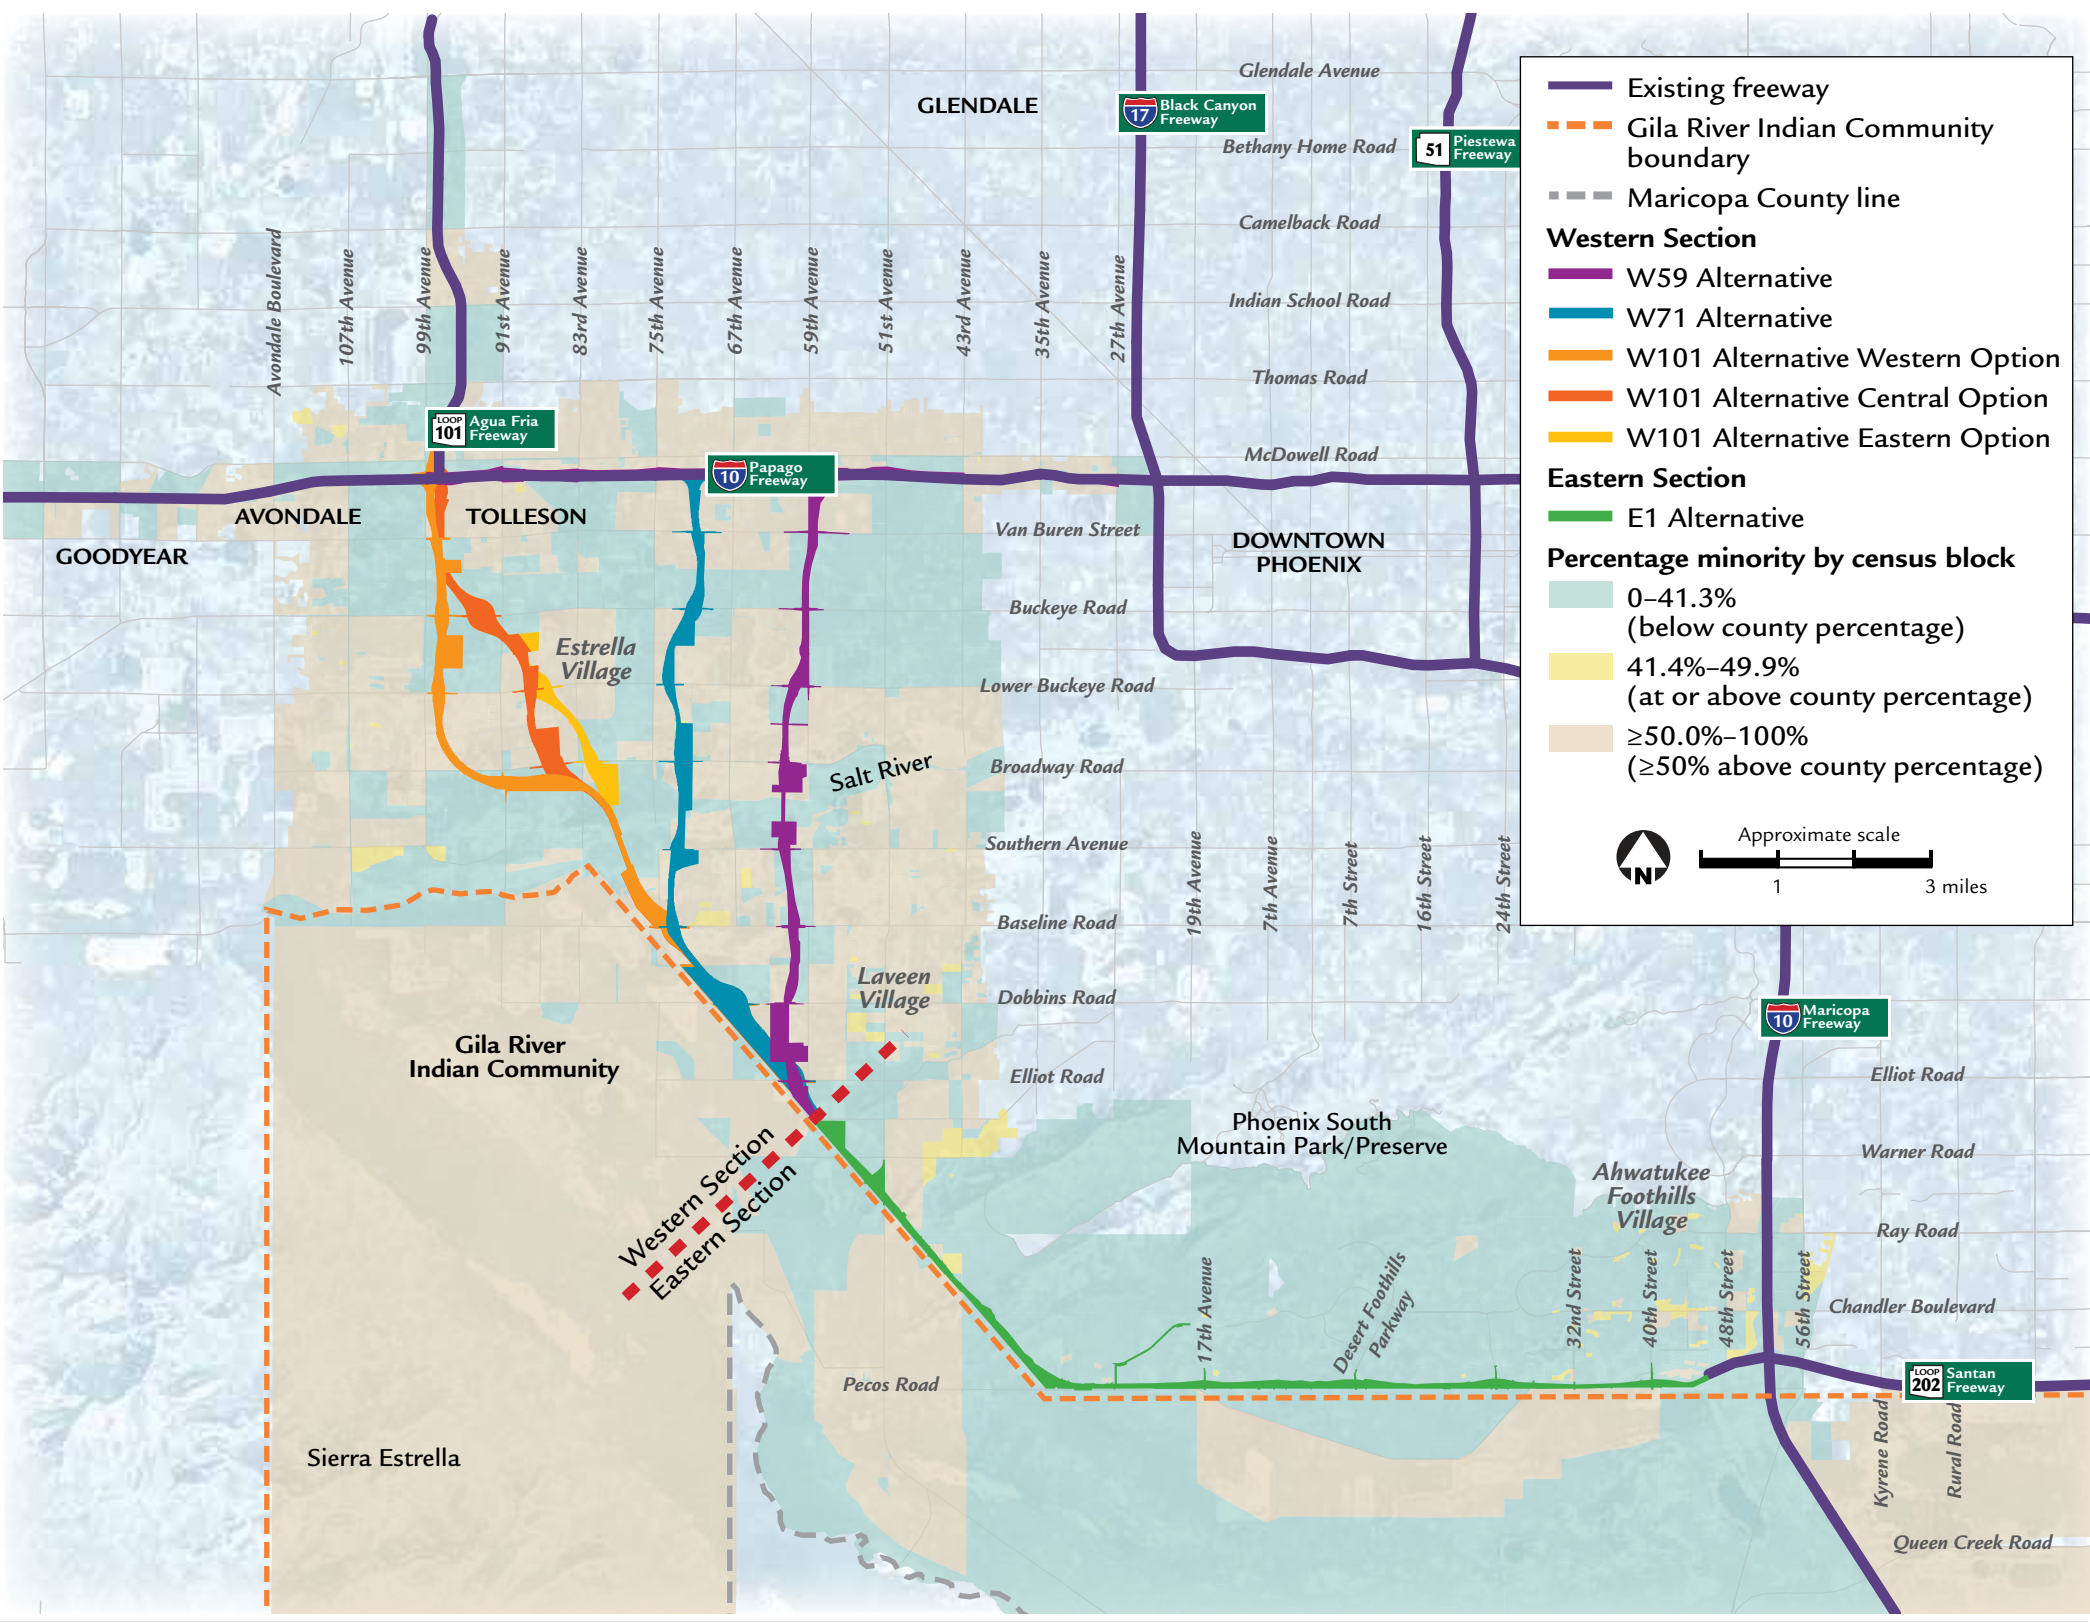 Glendale Avenue
GLENDALE
17
Black Canyon
Freeway
Bethany Home Road
51
Piestewa
Freeway
Camelback Road
Avondale Boulevard
107th Avenue
99th Avenue
91st Avenue
83rd Avenue
75th Avenue
67th Avenue
59th Avenue
51st Avenue
43rd Avenue
35th Avenue
27th Avenue
Indian School Road
Thomas Road
LOOP
101
Agua Fria
Freeway
McDowell Road
10
Papago
Freeway
AVONDALE
TOLLESON
GOODYEAR
Van Buren Street
DOWNTOWN
PHOENIX
Buckeye Road
Estrella
Village
Lower Buckeye Road
Salt River
Broadway Road
Southern Avenue
19th Avenue
7th Avenue
7th Street
16th Street
24th Street
Baseline Road
Laveen
Village
Dobbins Road
10
Maricopa
Freeway
Gila River
Indian Community
Elliot Road
Elliot Road
Phoenix South
Mountain Park/Preserve
Western Section
Eastern Section
Warner Road
Ahwatukee
Foothills
Village
Ray Road
17th Avenue
Desert Foothills
Parkway
32nd Street
40th Street
48th Street
56th Street
Chandler Boulevard
Pecos Road
LOOP
202
Santan
Freeway
Sierra Estrella
Kyrene Road
Rural Road
Queen Creek Road
Existing freeway
Gila River Indian Community
boundary
Maricopa County line
Western Section
W59 Alternative
W71 Alternative
W101 Alternative Western Option
W101 Alternative Central Option
W101 Alternative Eastern Option
Eastern Section
E1 Alternative
Percentage minority by census block
0–41.3%
(below county percentage)
41.4%–49.9%
(at or above county percentage)
≥50.0%–100%
(≥50% above county percentage)
N
Approximate scale
1
3 miles